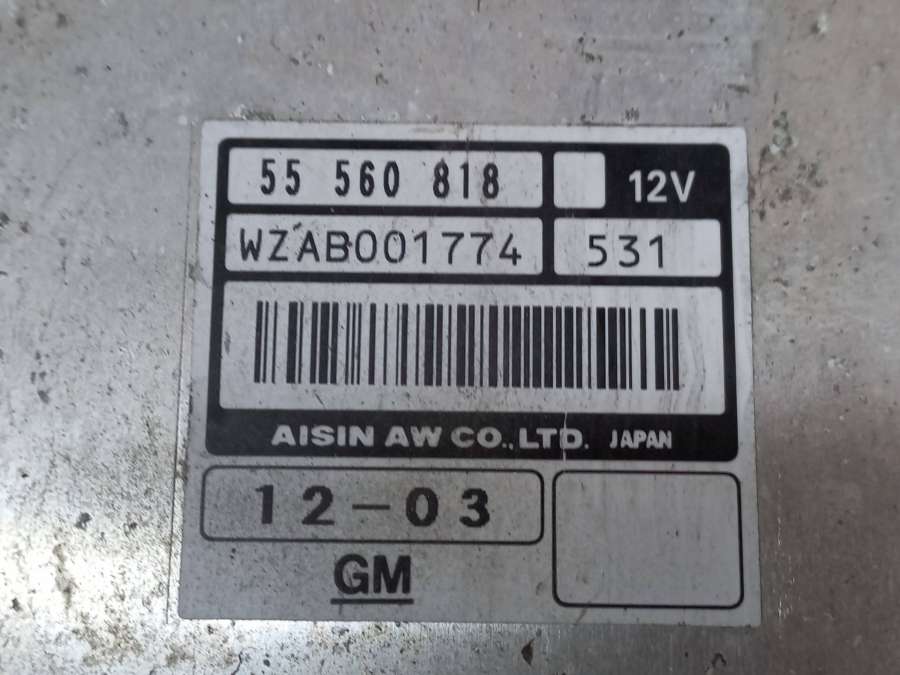 55 560 818 12V
WZAB001774 531
AISIN AW CO.,LTD. JAPAN
12-03
GM